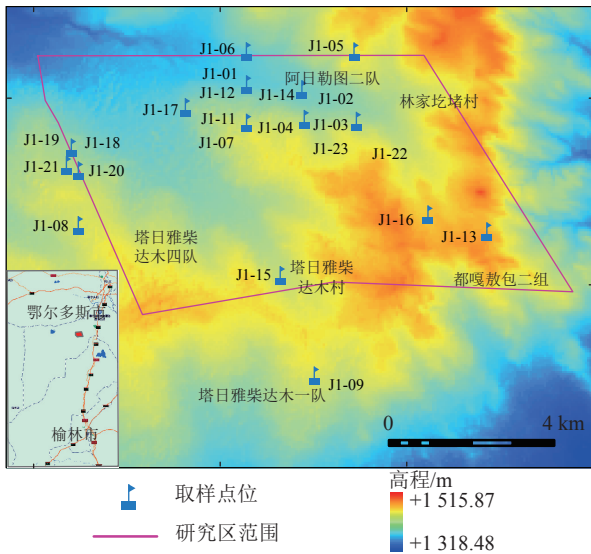 J1-06
J1-05
J1-01
阿日勒图二队
J1-12
J1-14
J1-02
林家圪堵村
J1-17
J1-11
J1-04
J1-03
J1-07
J1-23
J1-22
J1-19
J1-18
J1-21
J1-20
J1-08
J1-16
J1-13
塔日雅柴
达木四队
J1-15
塔日雅柴
达木村
都嘎敖包二组
鄂尔多斯市
J1-09
塔日雅柴达木一队
榆林市
0
4 km
取样点位
研究区范围
高程/m
+1 515.87
+1 318.48